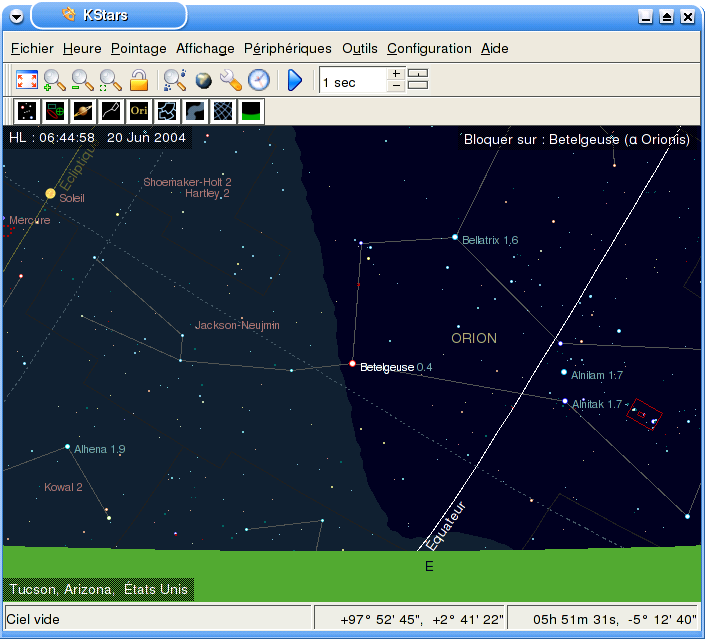 KStars
Fichier Heure Pointage Affichage Périphériques Outils Configuration Aide
1 sec
Ori
HL : 06:44:58 20 Jun 2004
Bloquer sur : Betelgeuse (α Orionis)
Écliptique
Soleil
Shoemaker-Holt 2
Hartley 2
Mercure
Bellatrix 1.6
Jackson-Neujmin
ORION
Betelgeuse 0.4
Alnilam 1.7
Alnitak 1.7
Alhena 1.9
Kowal 2
Équateur
E
Tucson, Arizona, États Unis
Ciel vide
+97° 52' 45", +2° 41' 22"
05h 51m 31s, -5° 12' 40"